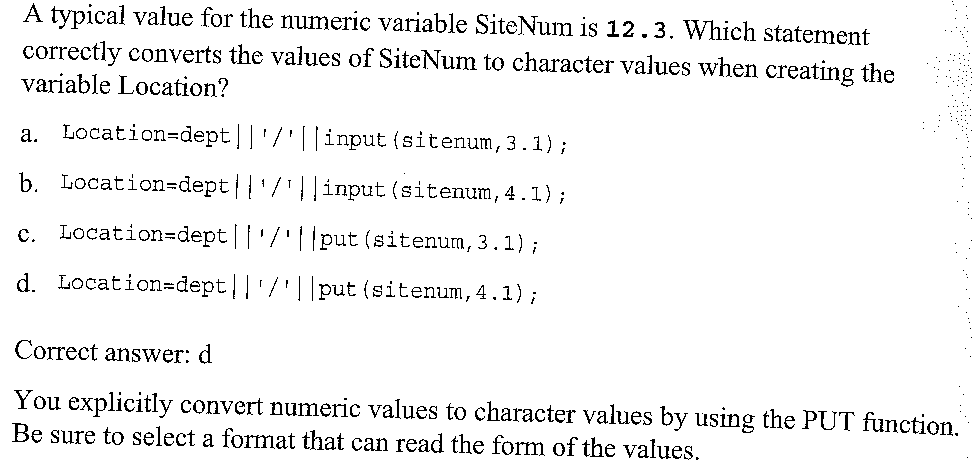 A typical value for the numeric variable SiteNum is 12.3. Which statement
correctly converts the values of SiteNum to character values when creating the
variable Location?
a. Location=dept||'/'||input(sitenum,3.1);
b. Location=dept||'/'||input(sitenum,4.1);
c. Location=dept||'/'||put(sitenum,3.1);
d. Location=dept||'/'||put(sitenum,4.1);
Correct answer: d
You explicitly convert numeric values to character values by using the PUT function.
Be sure to select a format that can read the form of the values.